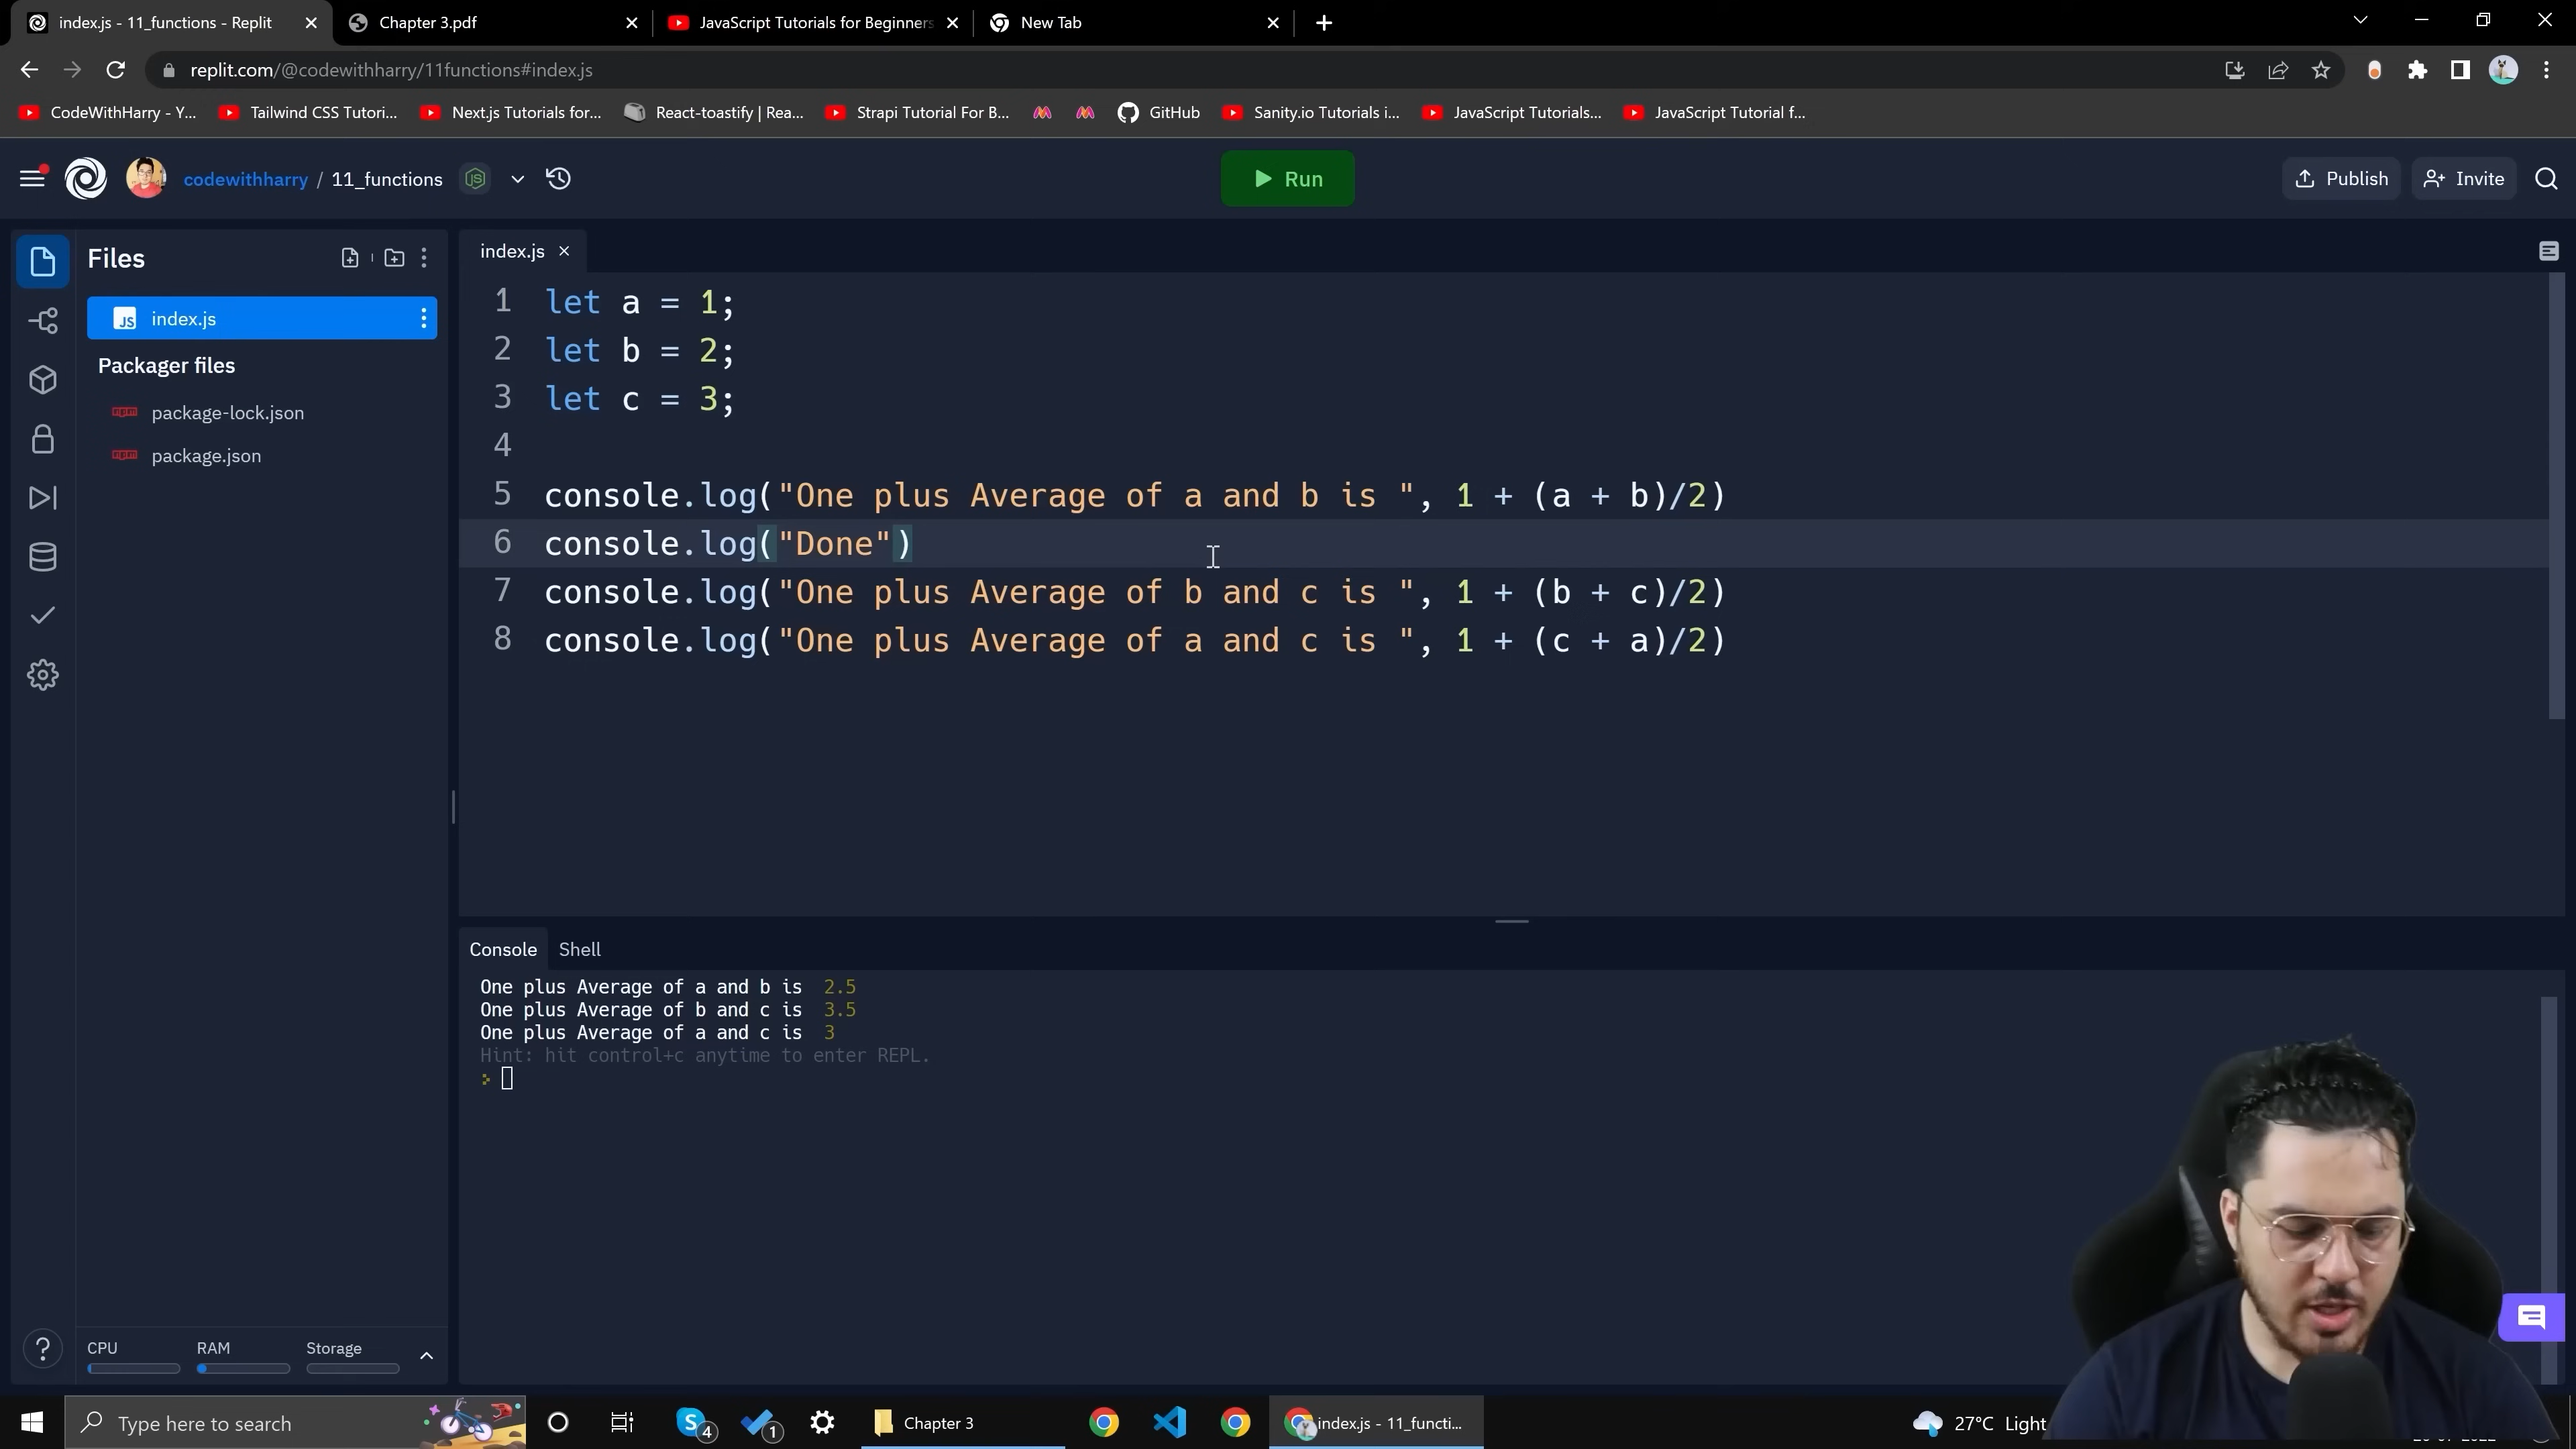 index.js - 11_functions - Replit
Chapter 3.pdf
JavaScript Tutorials for Beginners
New Tab
replit.com/@codewithharry/11functions#index.js
CodeWithHarry - Y...
Tailwind CSS Tutori...
Next.js Tutorials for...
React-toastify | Rea...
Strapi Tutorial For B...
GitHub
Sanity.io Tutorials i...
JavaScript Tutorials...
JavaScript Tutorial f...
codewithharry / 11_functions
Run
Publish
Invite
Files
index.js
Packager files
package-lock.json
package.json
index.js
1 let a = 1;
2 let b = 2;
3 let c = 3;
4
5 console.log("One plus Average of a and b is ", 1 + (a + b)/2)
6 console.log("Done")
7 console.log("One plus Average of b and c is ", 1 + (b + c)/2)
8 console.log("One plus Average of a and c is ", 1 + (c + a)/2)
Console Shell
One plus Average of a and b is 2.5
One plus Average of b and c is 3.5
One plus Average of a and c is 3
Hint: hit control+c anytime to enter REPL.
CPU RAM Storage
Type here to search
4
1
Chapter 3
index.js - 11_functi...
27°C Light